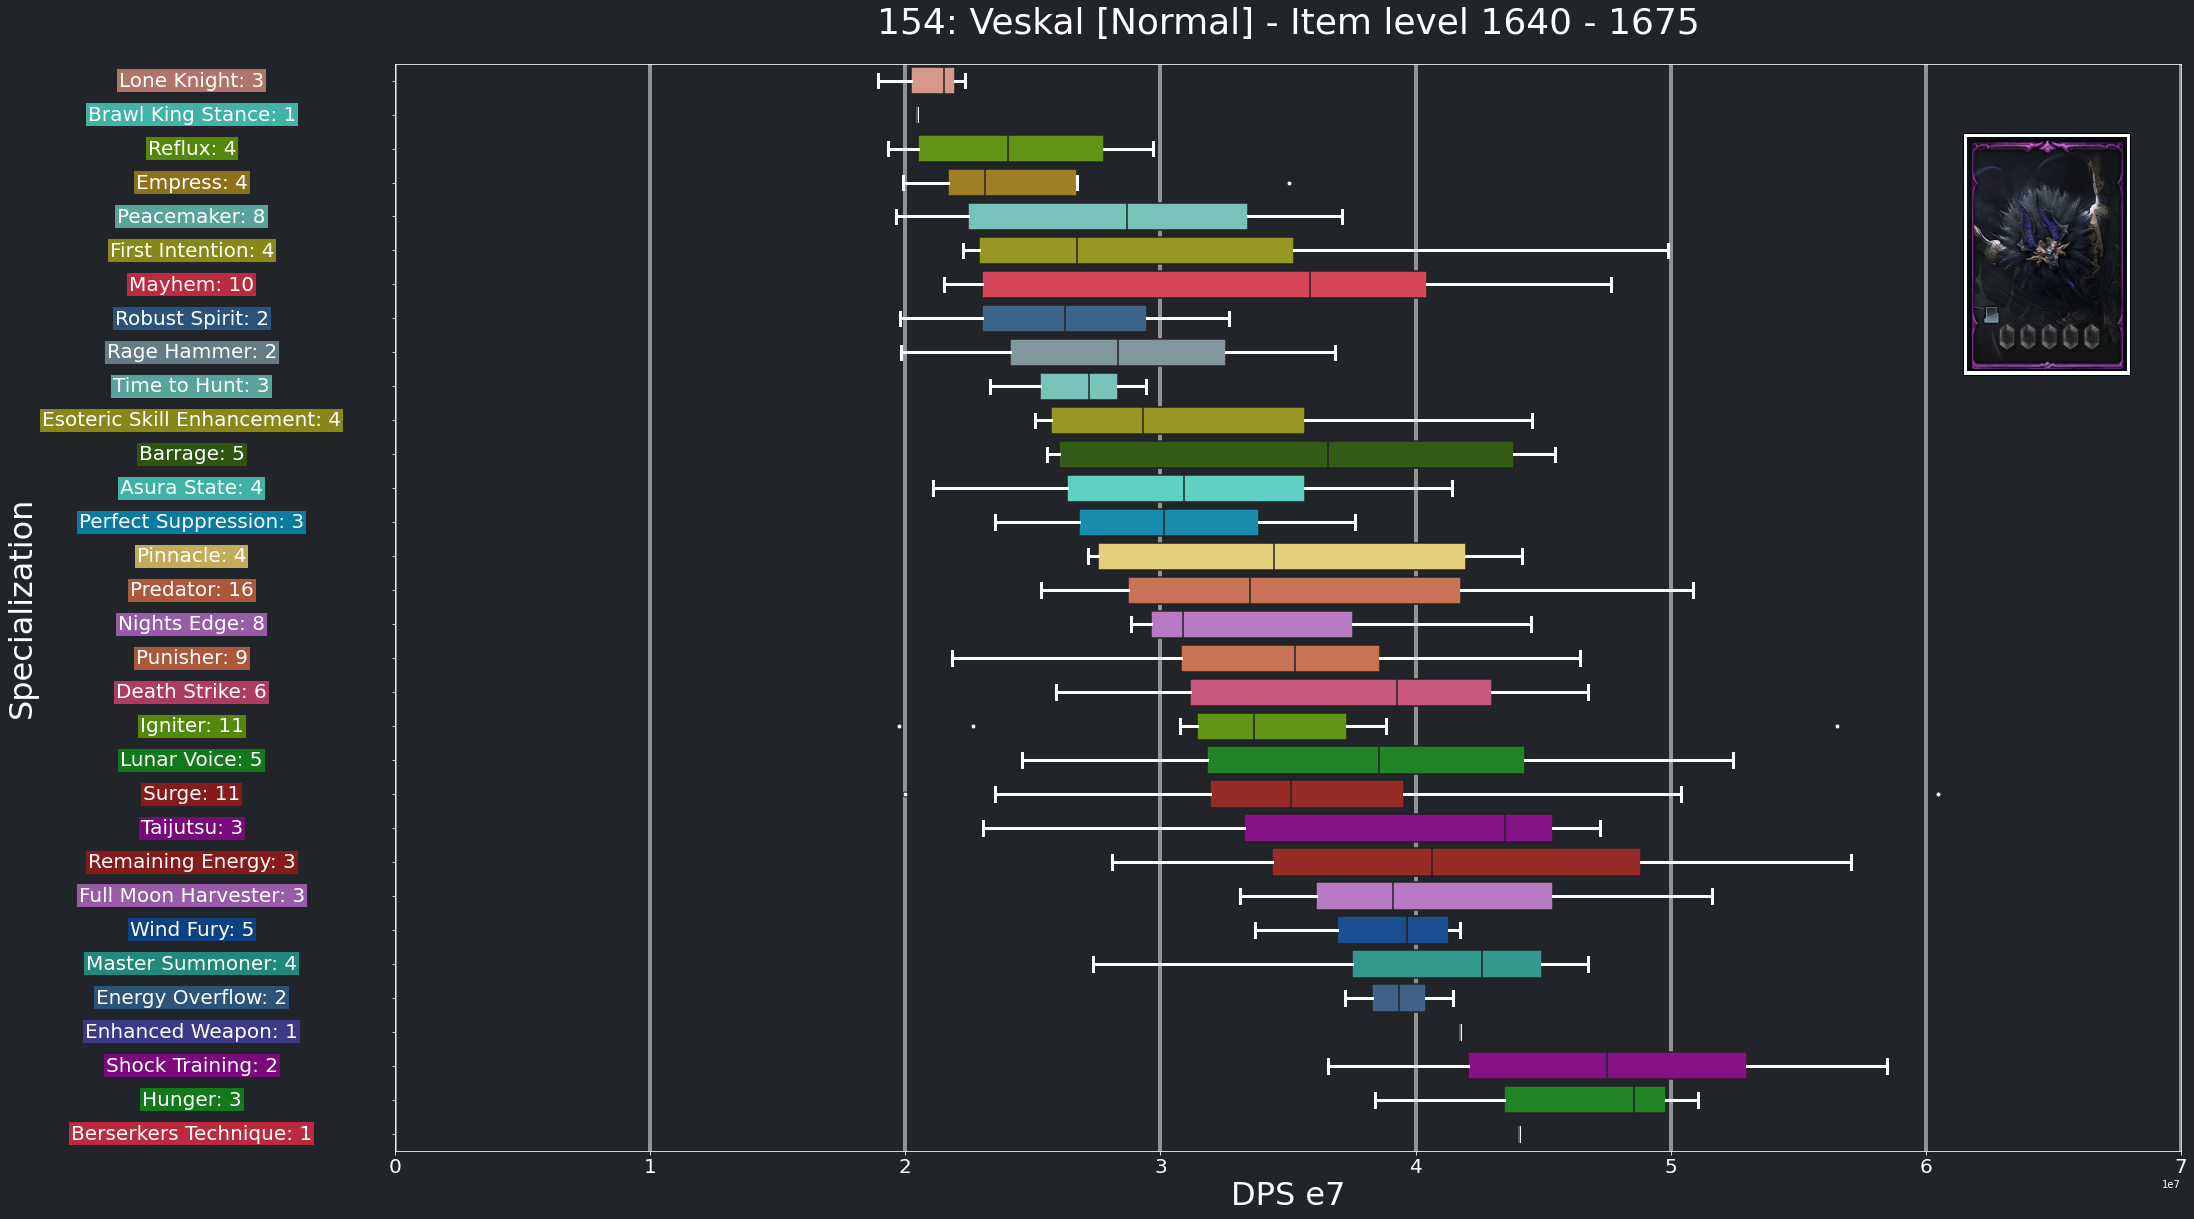 154: Veskal [Normal] - Item level 1640 - 1675
Lone Knight: 3
Brawl King Stance: 1
Reflux: 4
Empress: 4
Peacemaker: 8
First Intention: 4
Mayhem: 10
Robust Spirit: 2
Rage Hammer: 2
Time to Hunt: 3
Esoteric Skill Enhancement: 4
Barrage: 5
Asura State: 4
Perfect Suppression: 3
Pinnacle: 4
Predator: 16
Nights Edge: 8
Punisher: 9
Death Strike: 6
Igniter: 11
Lunar Voice: 5
Surge: 11
Taijutsu: 3
Remaining Energy: 3
Full Moon Harvester: 3
Wind Fury: 5
Master Summoner: 4
Energy Overflow: 2
Enhanced Weapon: 1
Shock Training: 2
Hunger: 3
Berserkers Technique: 1
Specialization
0 1 2 3 4 5 6 7
1e7
DPS e7